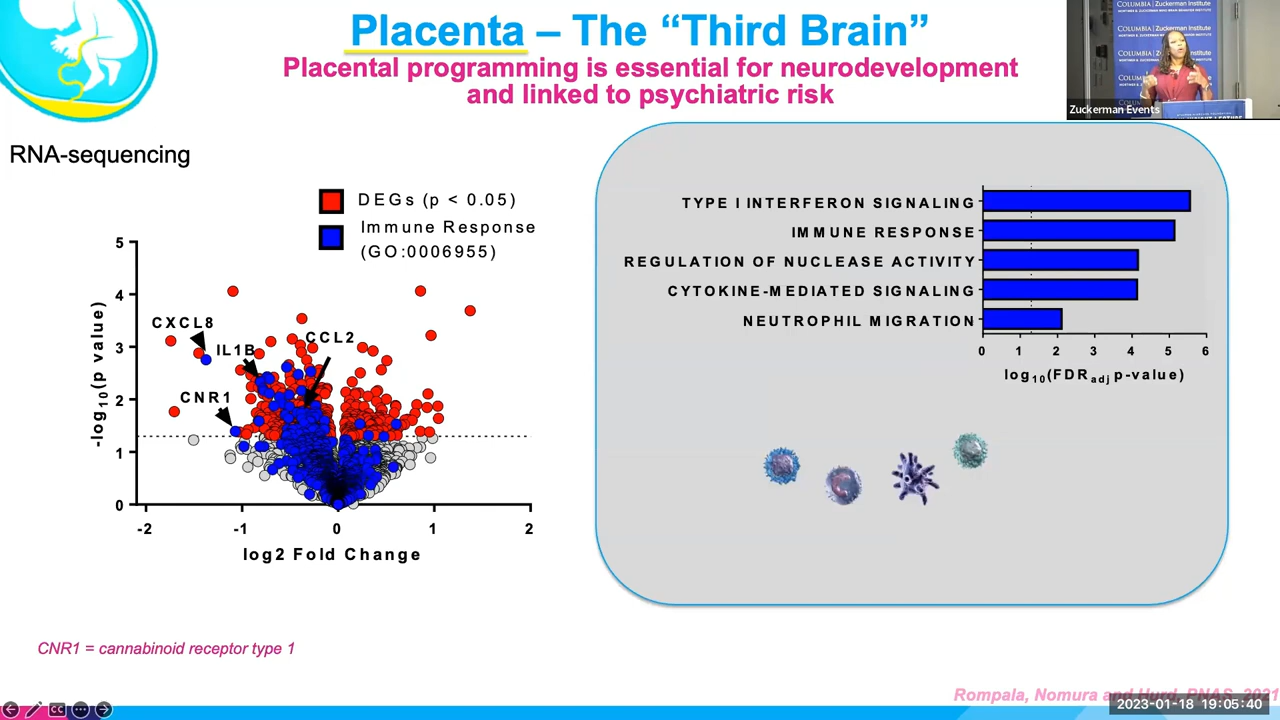 Placenta – The “Third Brain”
Placental programming is essential for neurodevelopment
and linked to psychiatric risk
COLUMBIA | Zuckerman Institute
Zuckerman Events
RNA-sequencing
DEGs (p < 0.05)
Immune Response
(GO:0006955)
5
4
3
2
1
0
-log10(p value)
CXCL8
IL1B
CCL2
CNR1
-2
-1
0
1
2
log2 Fold Change
TYPE I INTERFERON SIGNALING
IMMUNE RESPONSE
REGULATION OF NUCLEASE ACTIVITY
CYTOKINE-MEDIATED SIGNALING
NEUTROPHIL MIGRATION
0 1 2 3 4 5 6
log10(FDRadj p-value)
CNR1 = cannabinoid receptor type 1
Rompala, Nomura and Hurd, PNAS, 2021
CC
2023-01-18 19:05:40